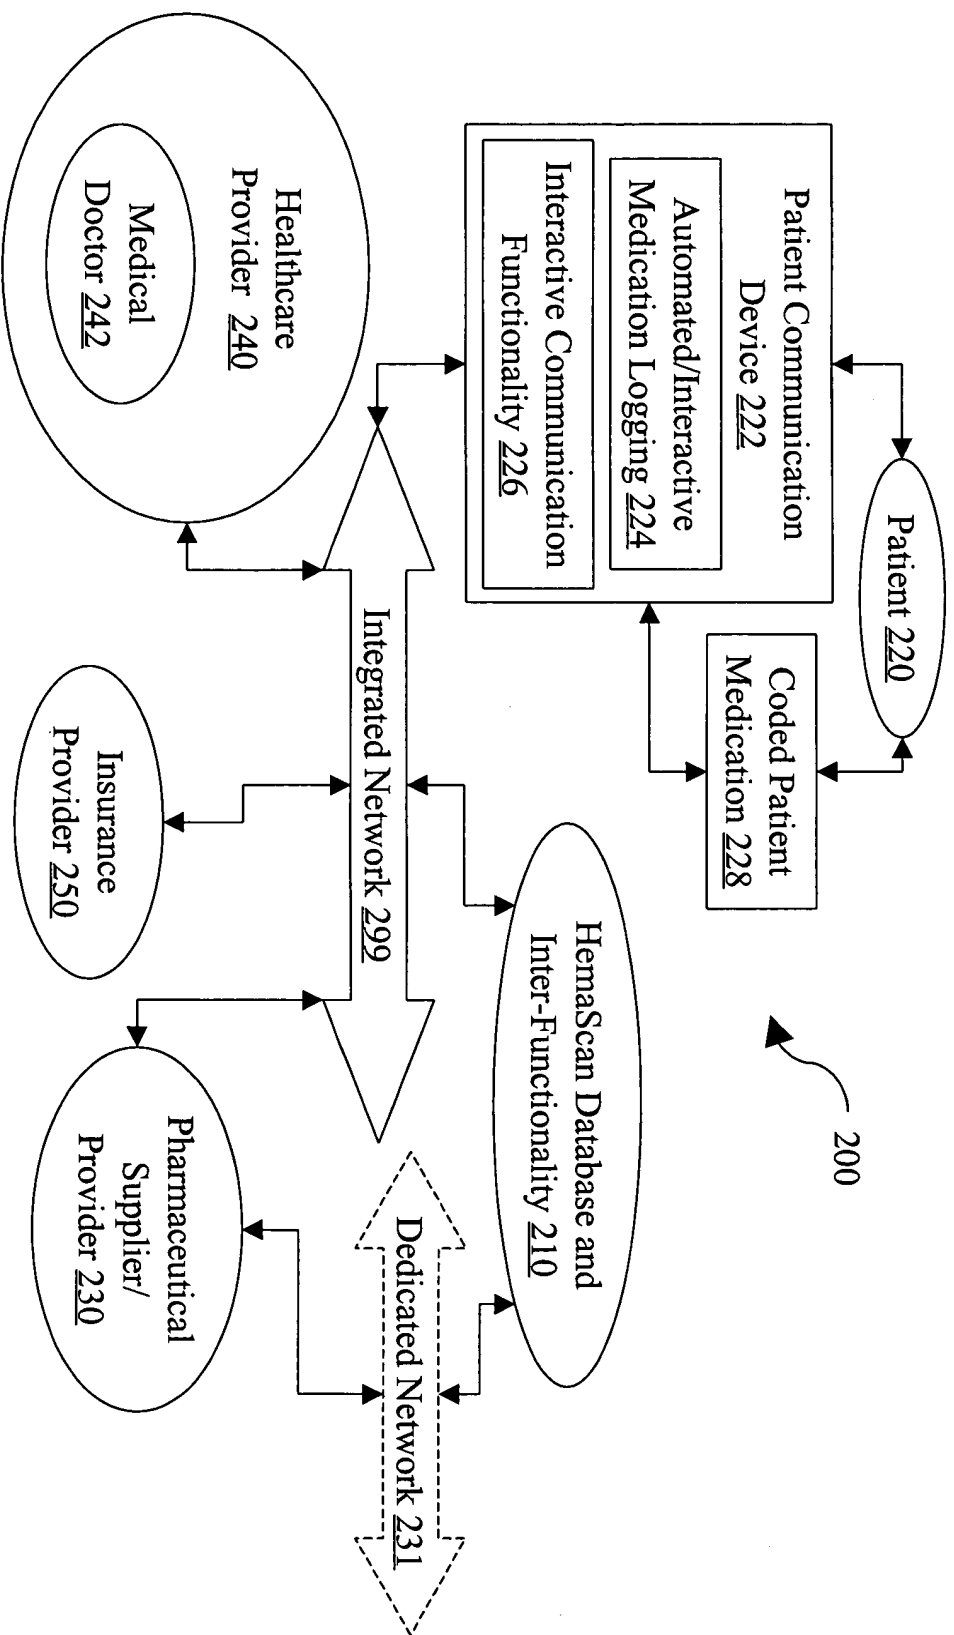 200
Patient 220
Patient Communication
Device 222
Automated/Interactive
Medication Logging 224
Interactive Communication
Functionality 226
Coded Patient
Medication 228
HemaScan Database and
Inter-Functionality 210
Integrated Network 299
Dedicated Network 231
Healthcare
Provider 240
Medical
Doctor 242
Insurance
Provider 250
Pharmaceutical
Supplier/
Provider 230